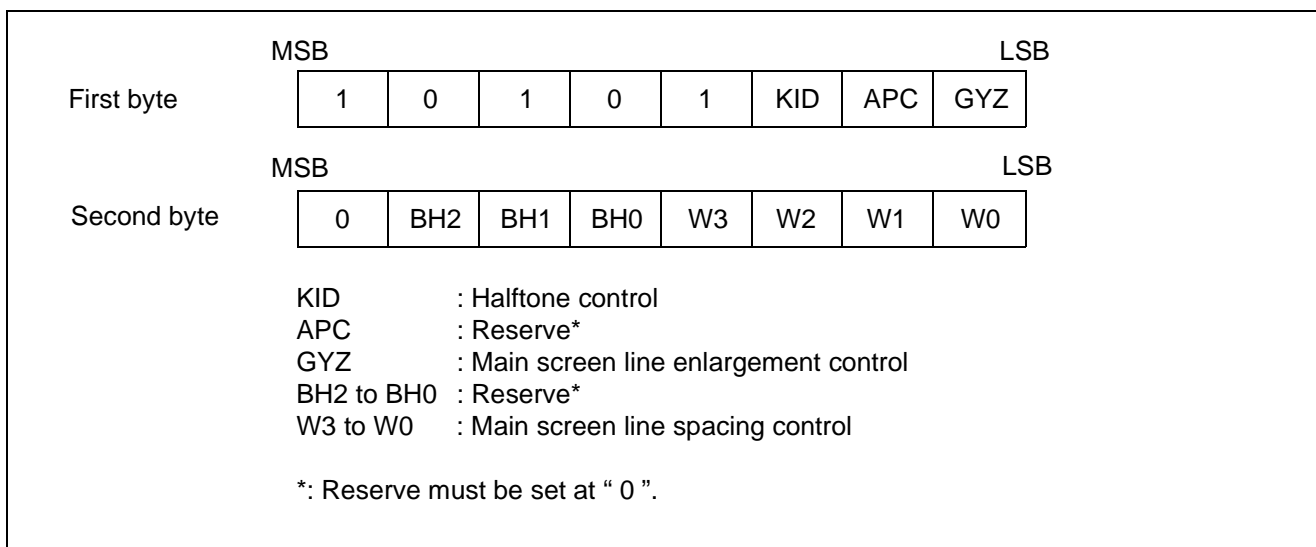 MSB LSB
First byte 1 0 1 0 1 KID APC GYZ
MSB LSB
Second byte 0 BH2 BH1 BH0 W3 W2 W1 W0
KID : Halftone control
APC : Reserve*
GYZ : Main screen line enlargement control
BH2 to BH0 : Reserve*
W3 to W0 : Main screen line spacing control
*: Reserve must be set at “ 0 ”.